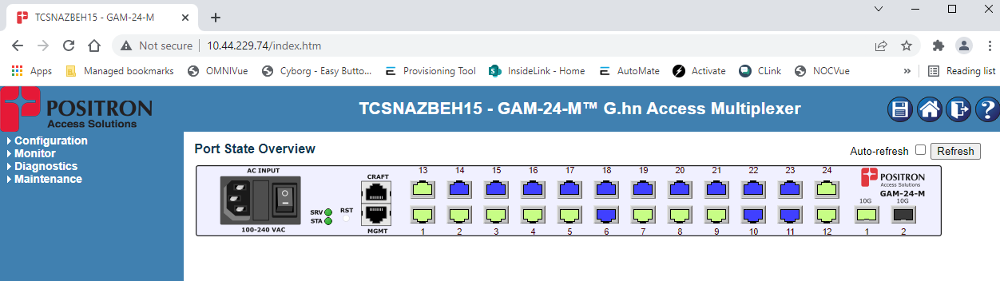 TCSNAZBEH15 - GAM-24-M
Not secure | 10.44.229.74/index.htm
Apps Managed bookmarks OMNIVue Cyborg - Easy Butto... Provisioning Tool InsideLink - Home AutoMate Activate CLink NOCVue » Reading list
POSITRON
Access Solutions
TCSNAZBEH15 - GAM-24-M™ G.hn Access Multiplexer
Configuration
Monitor
Diagnostics
Maintenance
Port State Overview
Auto-refresh Refresh
AC INPUT
100-240 VAC
SRV
STA
RST
CRAFT
MGMT
13 14 15 16 17 18 19 20 21 22 23 24
1 2 3 4 5 6 7 8 9 10 11 12
POSITRON
Access Solutions
GAM-24-M
10G 10G
1 2